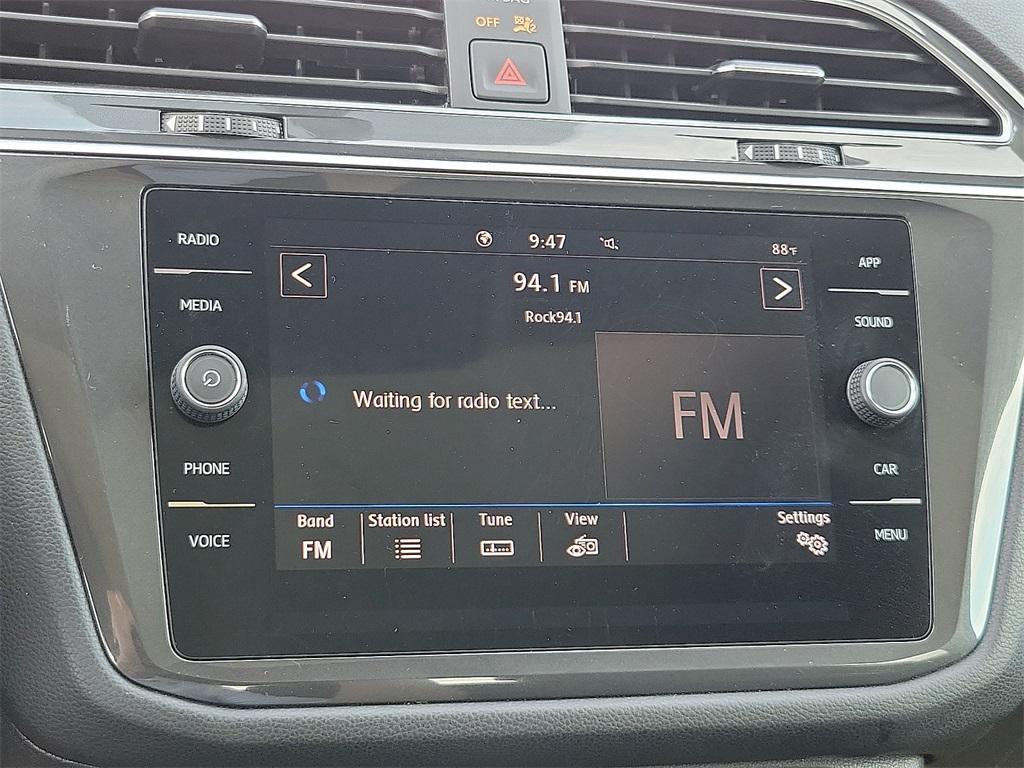 OFF
RADIO
MEDIA
PHONE
VOICE
9:47
88°F
94.1 FM
Rock94.1
Waiting for radio text...
FM
Band
FM
Station list
Tune
View
Settings
APP
SOUND
CAR
MENU